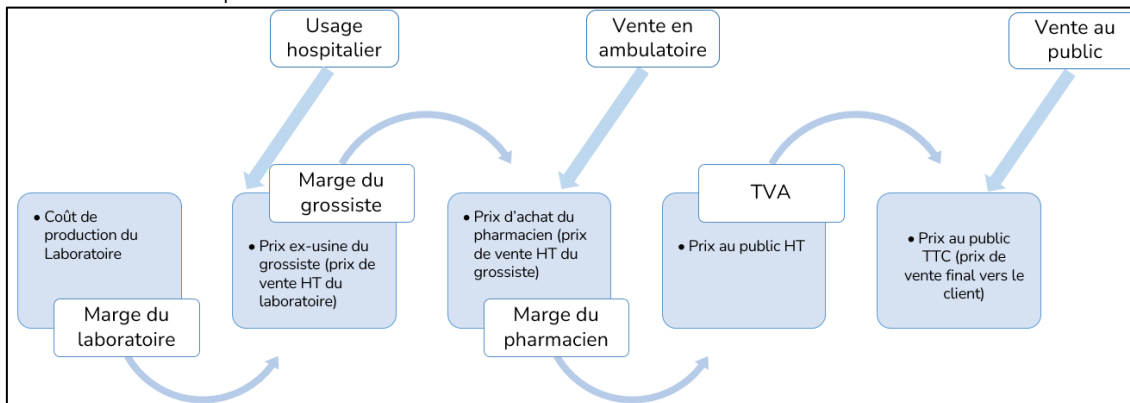 Usage
hospitalier
Vente en
ambulatoire
Vente au
public
Marge du
grossiste
TVA
• Coût de
production du
Laboratoire
• Prix ex-usine du
grossiste (prix de
vente HT du
laboratoire)
• Prix d'achat du
pharmacien (prix
de vente HT du
grossiste)
• Prix au public HT
• Prix au public
TTC (prix de
vente final vers le
client)
Marge du
laboratoire
Marge du
pharmacien